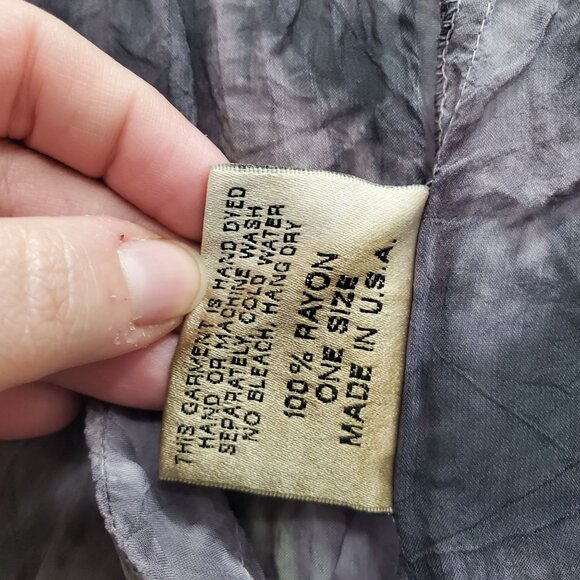 THIS GARMENT IS HAND DYED
HAND OR MACHINE WASH
SEPARATELY, COLD WATER
NO BLEACH, HANG DRY
100% RAYON
ONE SIZE
MADE IN U.S.A.